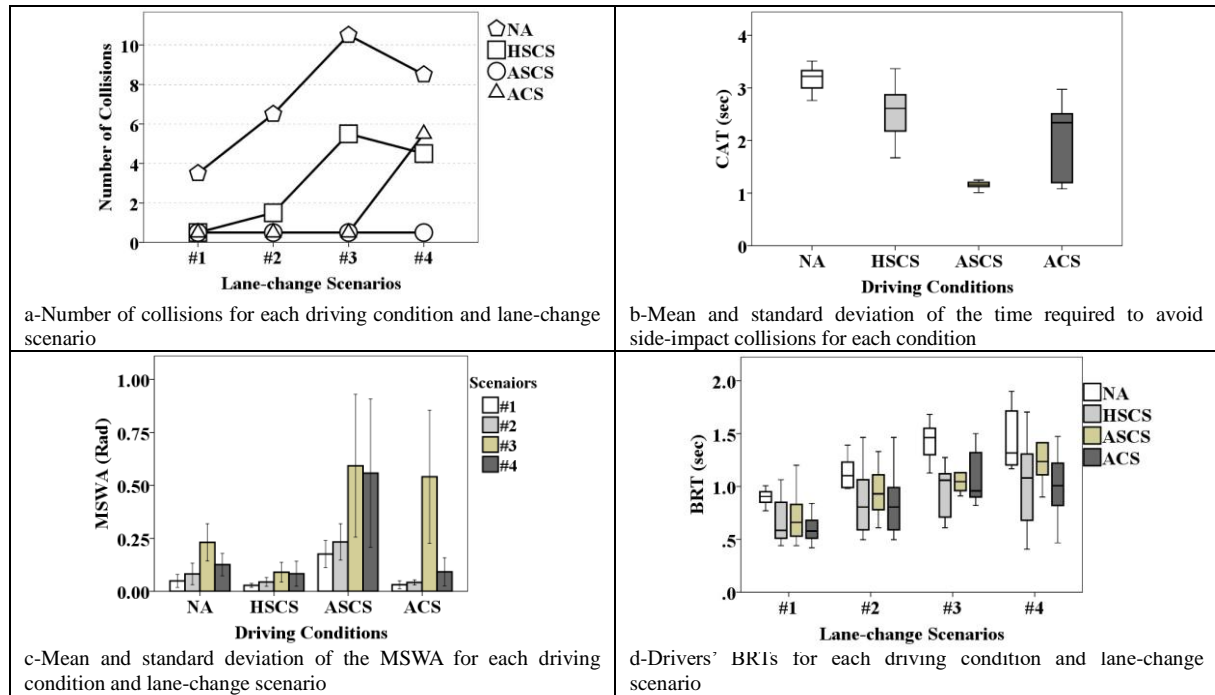 Number of Collisions
10
8
6
4
2
0
#1
#2
#3
#4
Lane-change Scenarios
NA
HSCS
ASCS
ACS
a-Number of collisions for each driving condition and lane-change
scenario
CAT (sec)
4
3
2
1
0
NA
HSCS
ASCS
ACS
Driving Conditions
b-Mean and standard deviation of the time required to avoid
side-impact collisions for each condition
MSWA (Rad)
1.00
0.75
0.50
0.25
0.00
NA
HSCS
ASCS
ACS
Driving Conditions
Scenaiors
#1
#2
#3
#4
c-Mean and standard deviation of the MSWA for each driving
condition and lane-change scenario
BRT (sec)
2.0
1.5
1.0
.5
.0
#1
#2
#3
#4
Lane-change Scenarios
NA
HSCS
ASCS
ACS
d-Drivers' BRTs for each driving condition and lane-change
scenario